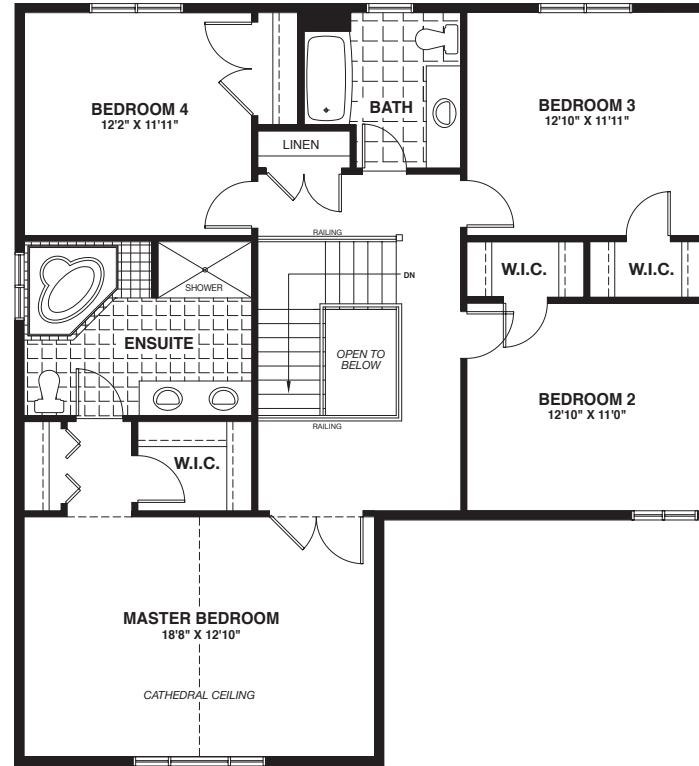 BEDROOM 4
12'2" X 11'11"
BATH
BEDROOM 3
12'10" X 11'11"
LINEN
RAILING
W.I.C.
W.I.C.
SHOWER
DN
ENSUITE
OPEN TO
BELOW
BEDROOM 2
12'10" X 11'0"
RAILING
W.I.C.
MASTER BEDROOM
18'8" X 12'10"
CATHEDRAL CEILING